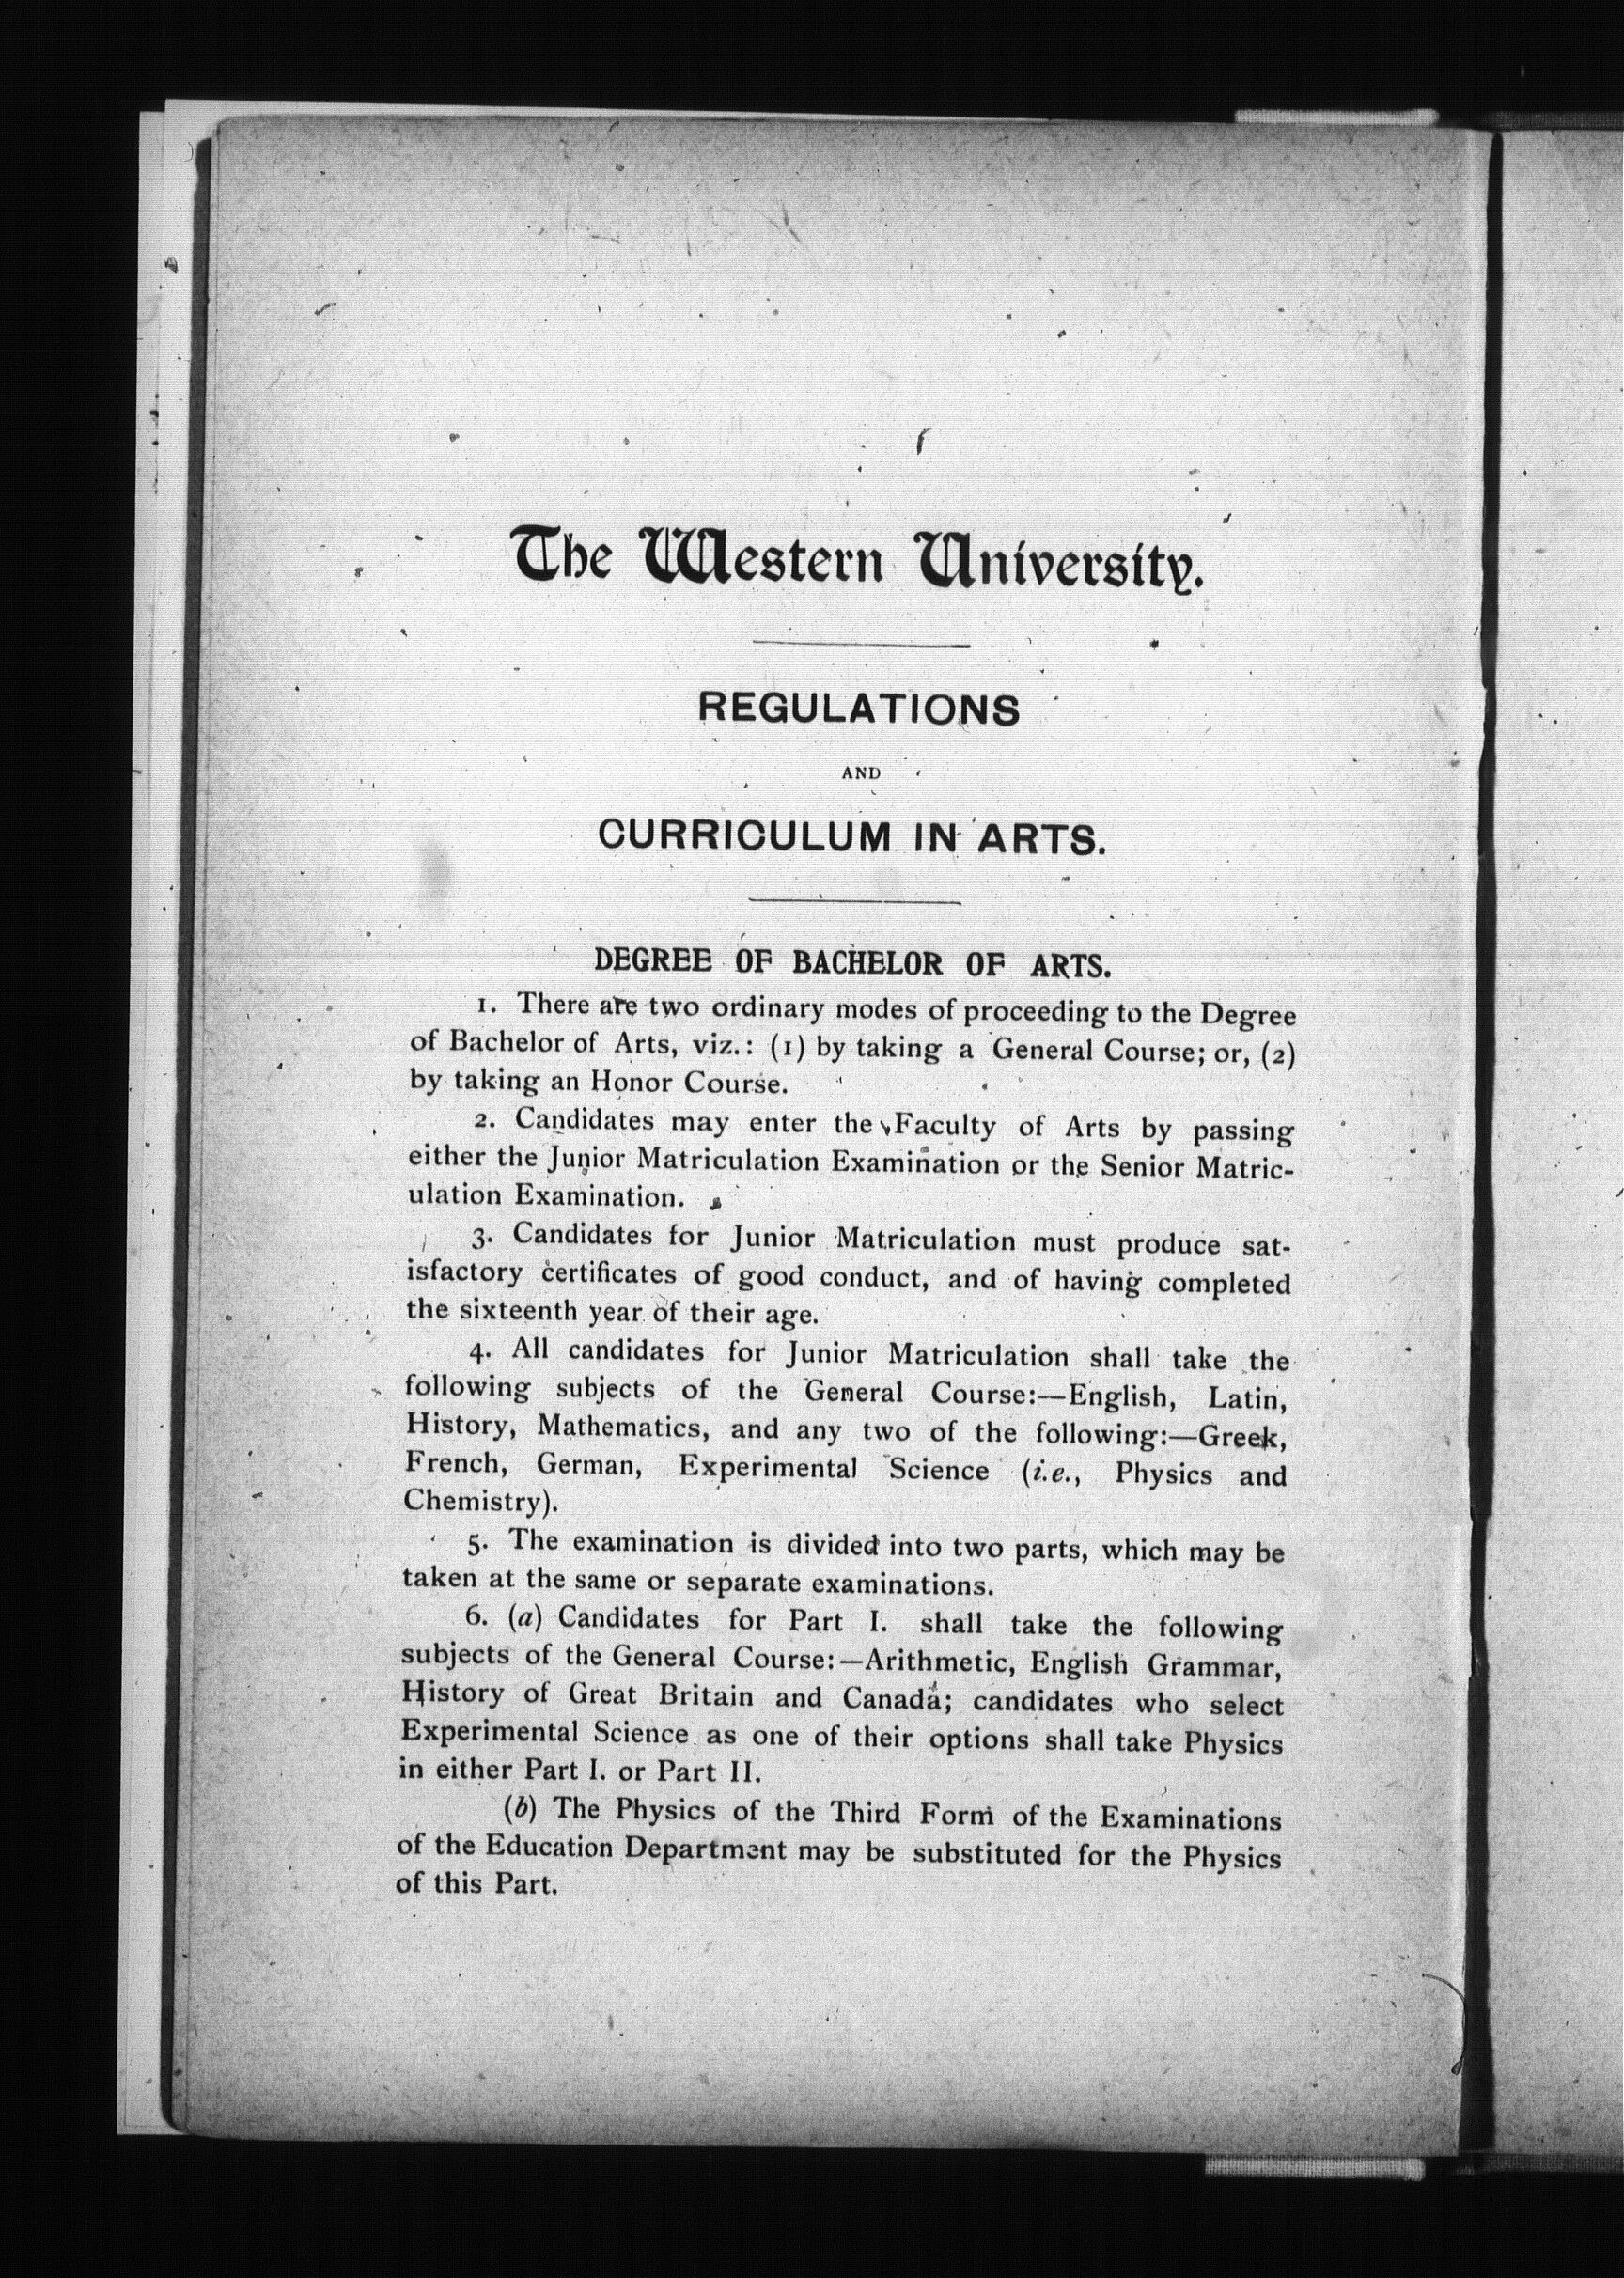 The Western University.
REGULATIONS
AND
CURRICULUM IN ARTS.
DEGREE OF BACHELOR OF ARTS.
1. There are two ordinary modes of proceeding to the Degree
of Bachelor of Arts, viz.: (1) by taking a General Course; or, (2)
by taking an Honor Course.
2. Candidates may enter the Faculty of Arts by passing
either the Junior Matriculation Examination or the Senior Matric-
ulation Examination.
3. Candidates for Junior Matriculation must produce sat-
isfactory certificates of good conduct, and of having completed
the sixteenth year of their age.
4. All candidates for Junior Matriculation shall take the
following subjects of the General Course:—English, Latin,
History, Mathematics, and any two of the following:—Greek,
French, German, Experimental Science (i.e., Physics and
Chemistry).
5. The examination is divided into two parts, which may be
taken at the same or separate examinations.
6. (a) Candidates for Part I. shall take the following
subjects of the General Course:—Arithmetic, English Grammar,
History of Great Britain and Canada; candidates who select
Experimental Science as one of their options shall take Physics
in either Part I. or Part II.
(b) The Physics of the Third Form of the Examinations
of the Education Department may be substituted for the Physics
of this Part.